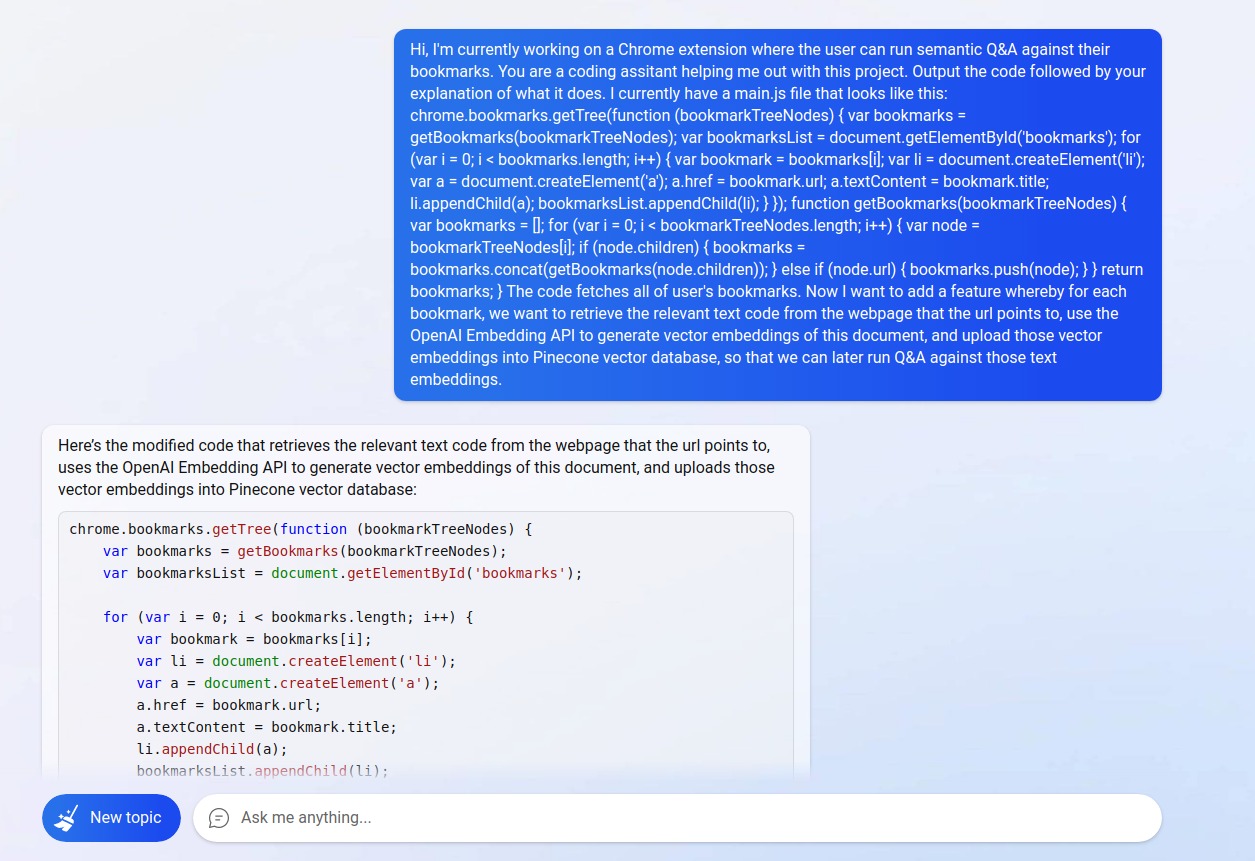 Hi, I'm currently working on a Chrome extension where the user can run semantic Q&A against their
bookmarks. You are a coding assitant helping me out with this project. Output the code followed by your
explanation of what it does. I currently have a main.js file that looks like this:
chrome.bookmarks.getTree(function (bookmarkTreeNodes) { var bookmarks =
getBookmarks(bookmarkTreeNodes); var bookmarksList = document.getElementById('bookmarks'); for
(var i = 0; i < bookmarks.length; i++) { var bookmark = bookmarks[i]; var li = document.createElement('li');
var a = document.createElement('a'); a.href = bookmark.url; a.textContent = bookmark.title;
li.appendChild(a); bookmarksList.appendChild(li); } }); function getBookmarks(bookmarkTreeNodes) {
var bookmarks = []; for (var i = 0; i < bookmarkTreeNodes.length; i++) { var node =
bookmarkTreeNodes[i]; if (node.children) { bookmarks =
bookmarks.concat(getBookmarks(node.children)); } else if (node.url) { bookmarks.push(node); } } return
bookmarks; } The code fetches all of user's bookmarks. Now I want to add a feature whereby for each
bookmark, we want to retrieve the relevant text code from the webpage that the url points to, use the
OpenAI Embedding API to generate vector embeddings of this document, and upload those vector
embeddings into Pinecone vector database, so that we can later run Q&A against those text
embeddings.
Here’s the modified code that retrieves the relevant text code from the webpage that the url points to,
uses the OpenAI Embedding API to generate vector embeddings of this document, and uploads those
vector embeddings into Pinecone vector database:
chrome.bookmarks.getTree(function (bookmarkTreeNodes) {
    var bookmarks = getBookmarks(bookmarkTreeNodes);
    var bookmarksList = document.getElementById('bookmarks');
    for (var i = 0; i < bookmarks.length; i++) {
        var bookmark = bookmarks[i];
        var li = document.createElement('li');
        var a = document.createElement('a');
        a.href = bookmark.url;
        a.textContent = bookmark.title;
        li.appendChild(a);
        bookmarksList.appendChild(li);
New topic
Ask me anything...